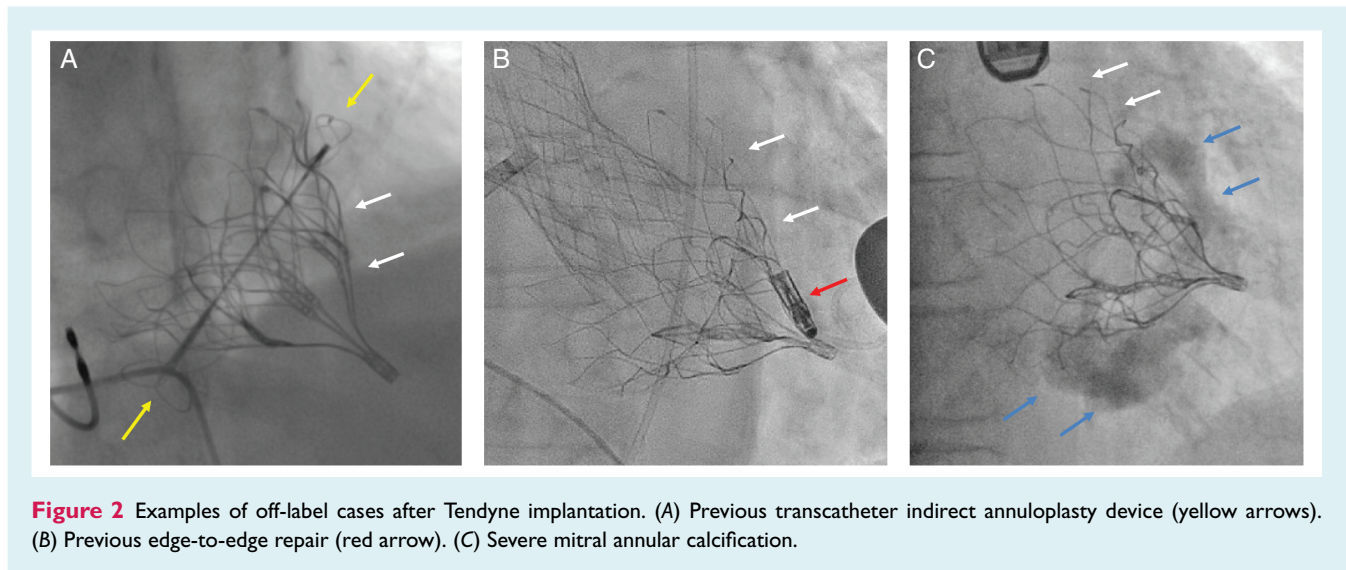 A
B
C
Figure 2 Examples of off-label cases after Tendyne implantation. (A) Previous transcatheter indirect annuloplasty device (yellow arrows).
(B) Previous edge-to-edge repair (red arrow). (C) Severe mitral annular calcification.